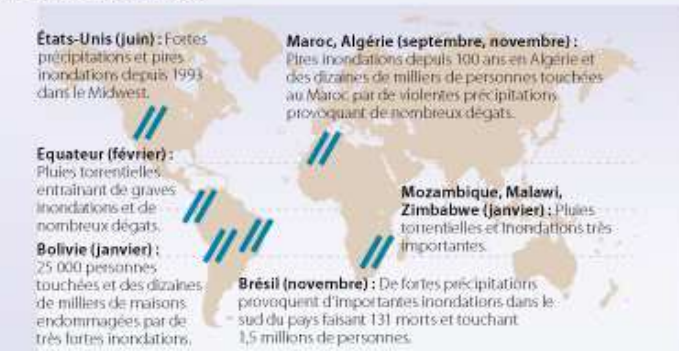 États-Unis (juin) : Fortes
précipitations et pires
inondations depuis 1993
dans le Midwest.
Maroc, Algérie (septembre, novembre) :
Pires inondations depuis 100 ans en Algérie et
des dizaines de milliers de personnes touchées
au Maroc par de violentes précipitations
provoquant de nombreux dégats.
Equateur (février) :
Pluies torrentielles
entraînant de graves
inondations et de
nombreux dégats.
Mozambique, Malawi,
Zimbabwe (janvier) : Pluies
torrentielles et Inondations très
importantes.
Bolivie (janvier) :
25 000 personnes
touchées et des dizaines
de milliers de maisons
endommagées par de
très fortes inondations.
Brésil (novembre) : De fortes précipitations
provoquent d'importantes inondations dans le
sud du pays faisant 131 morts et touchant
1,5 millions de personnes.